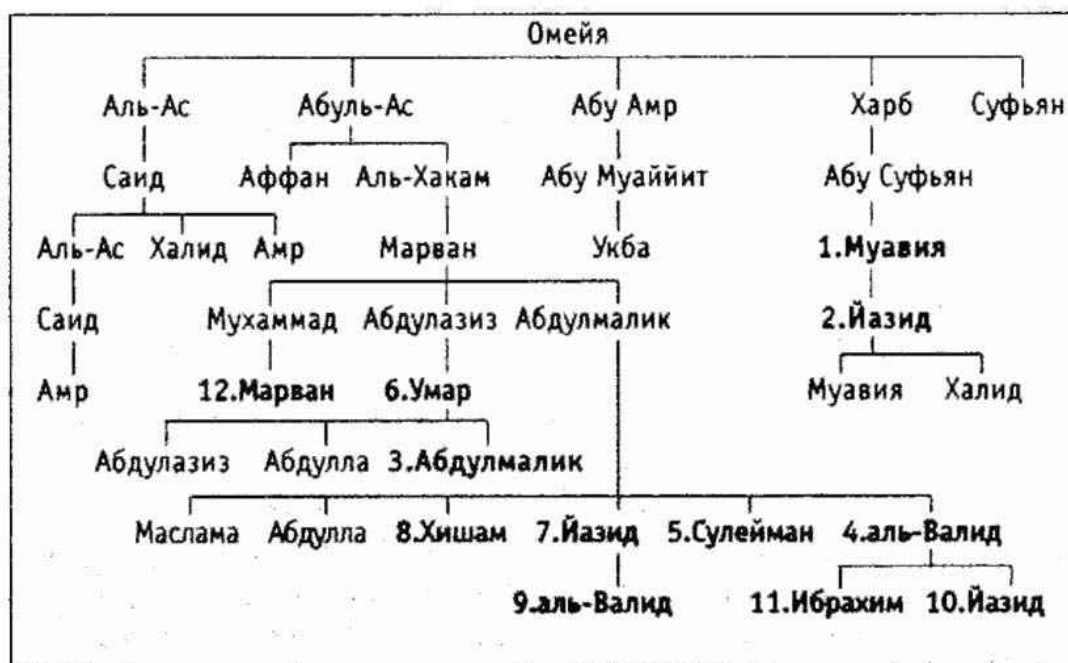 Омейя
Аль-Ас Абуль-Ас Абу Амр Харб Суфьян
Саид Аффан Аль-Хакам Абу Муаййит Абу Суфьян
Аль-Ас Халид Амр Марван Укба 1.Муавия
Саид Мухаммад Абдулазиз Абдулмалик 2.Йазид
Амр 12.Марван 6.Умар Муавия Халид
Абдулазиз Абдулла 3.Абдулмалик
Маслама Абдулла 8.Хишам 7.Йазид 5.Сулейман 4.аль-Валид
9.аль-Валид 11.Ибрахим 10.Йазид